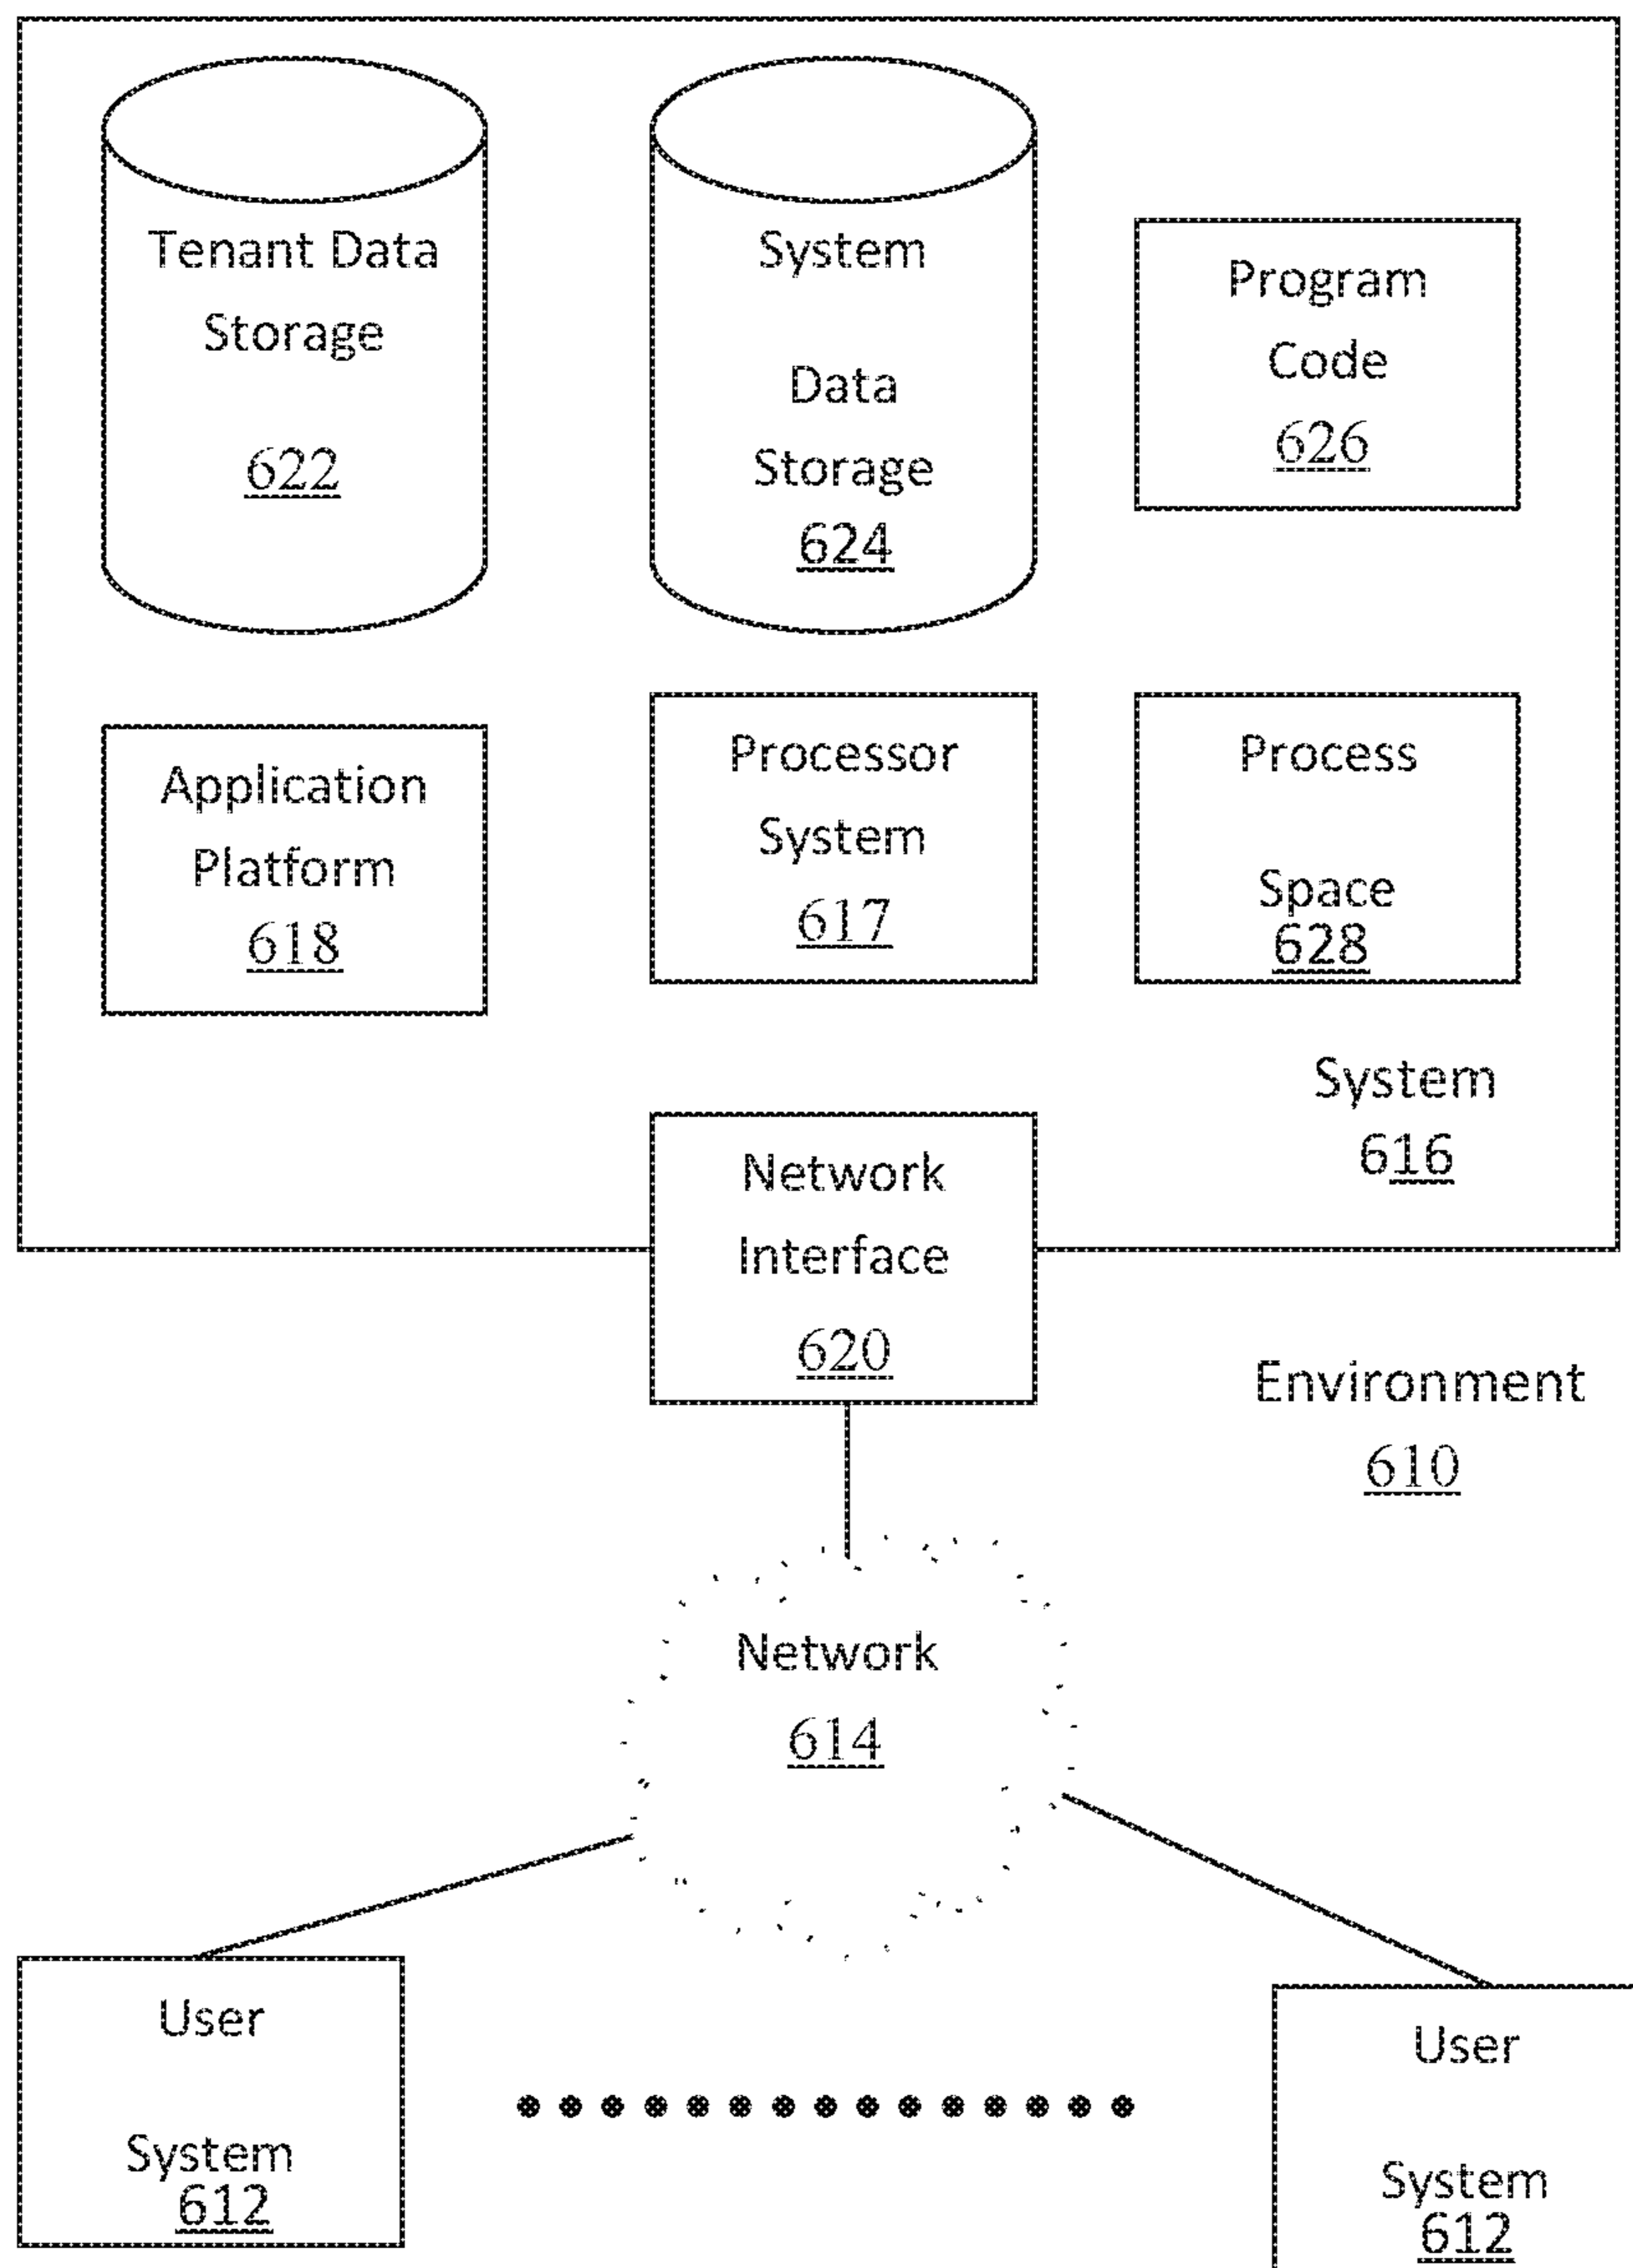 Tenant Data
Storage
622
System
Data
Storage
624
Program
Code
626
Application
Platform
618
Processor
System
617
Process
Space
628
System
616
Network
Interface
620
Environment
610
Network
614
User
System
612
User
System
612